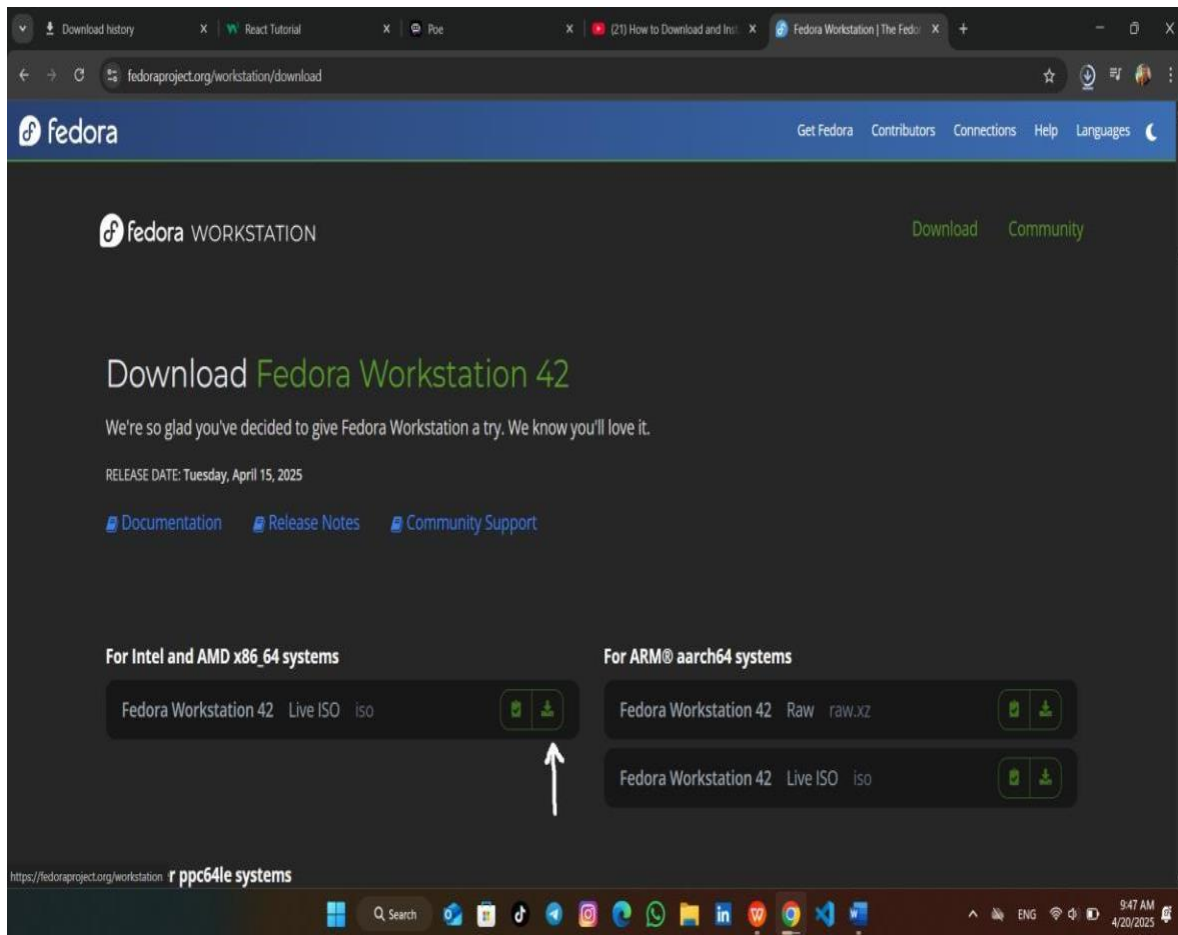 Download history
React Tutorial
Poe
(21) How to Download and Inst
Fedora Workstation | The Fedor
fedoraproject.org/workstation/download
fedora
Get Fedora Contributors Connections Help Languages
fedora WORKSTATION
Download Community
Download Fedora Workstation 42
We're so glad you've decided to give Fedora Workstation a try. We know you'll love it.
RELEASE DATE: Tuesday, April 15, 2025
Documentation Release Notes Community Support
For Intel and AMD x86_64 systems
Fedora Workstation 42 Live ISO iso
For ARM® aarch64 systems
Fedora Workstation 42 Raw raw.xz
Fedora Workstation 42 Live ISO iso
https://fedoraproject.org/workstation
r ppc64le systems
Search
in
ENG
9:47 AM
4/20/2025